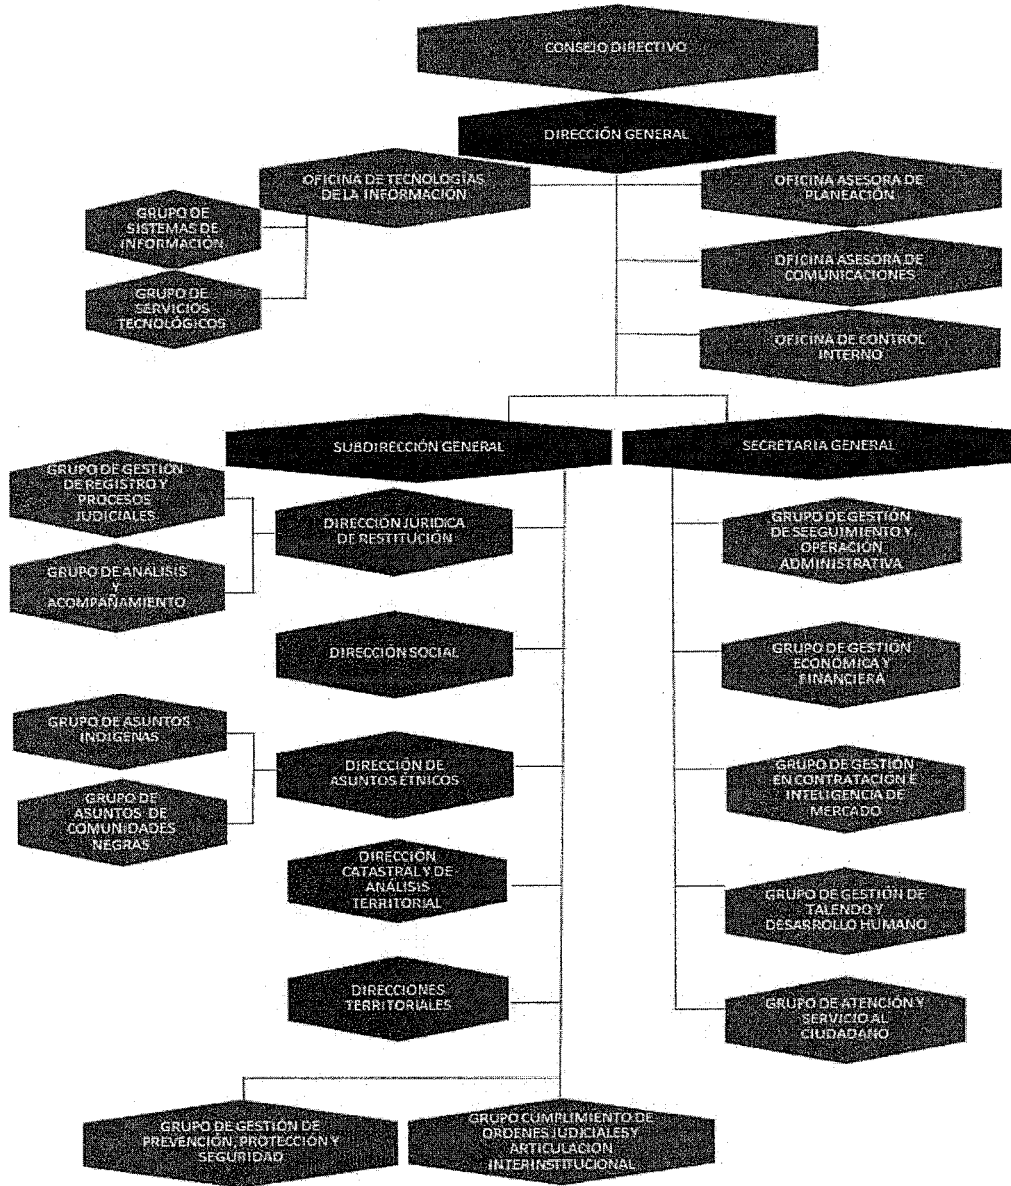 CONSEJO DIRECTIVO
DIRECCIÓN GENERAL
OFICINA DE TECNOLOGÍAS
DE LA INFORMACIÓN
OFICINA ASESORA DE
PLANEACIÓN
GRUPO DE
SISTEMAS DE
INFORMACIÓN
OFICINA ASESORA DE
COMUNICACIONES
GRUPO DE
SERVICIOS
TECNOLÓGICOS
OFICINA DE CONTROL
INTERNO
SUBDIRECCIÓN GENERAL
SECRETARIA GENERAL
GRUPO DE GESTIÓN
DE REGISTRO Y
PROCESOS
JUDICIALES
DIRECCIÓN JURÍDICA
DE RESTITUCIÓN
GRUPO DE GESTIÓN
DE SEEGUIMIENTO Y
OPERACIÓN
ADMINISTRATIVA
GRUPO DE ANÁLISIS
Y
ACOMPAÑAMIENTO
DIRECCIÓN SOCIAL
GRUPO DE GESTIÓN
ECONÓMICA Y
FINANCIERA
GRUPO DE ASUNTOS
INDIGENAS
DIRECCIÓN DE
ASUNTOS ÉTNICOS
GRUPO DE GESTIÓN
EN CONTRATACIÓN E
INTELIGENCIA DE
MERCADO
GRUPO DE
ASUNTOS DE
COMUNIDADES
NEGRAS
DIRECCIÓN
CATASTRAL Y DE
ANÁLISIS
TERRITORIAL
GRUPO DE GESTIÓN DE
TALENDO Y
DESARROLLO HUMANO
DIRECCIONES
TERRITORIALES
GRUPO DE ATENCIÓN Y
SERVICIO AL
CIUDADANO
GRUPO DE GESTIÓN DE
PREVENCIÓN, PROTECCIÓN Y
SEGURIDAD
GRUPO CUMPLIMIENTO DE
ORDENES JUDICIALES Y
ARTICULACION
INTERINSTITUCIONAL